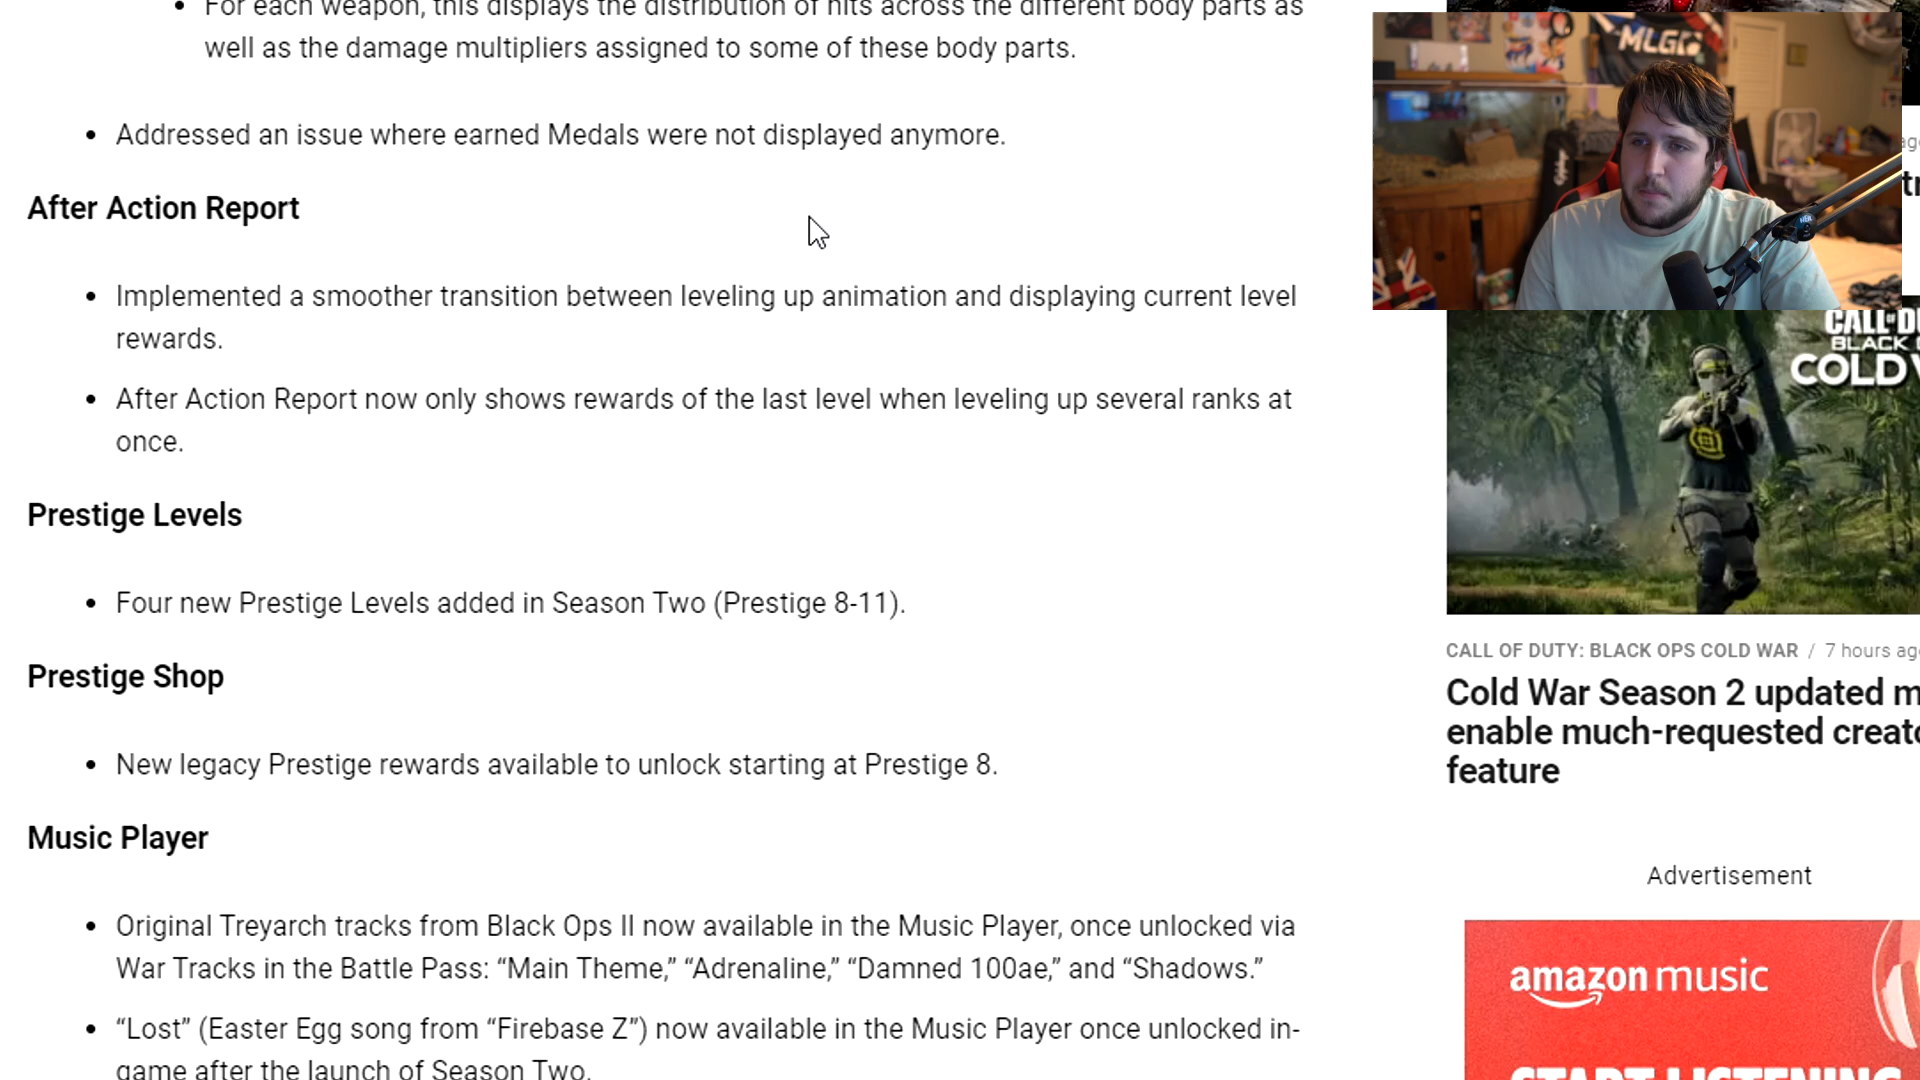 For each weapon, this displays the distribution of hits across the different body parts as
well as the damage multipliers assigned to some of these body parts.
Addressed an issue where earned Medals were not displayed anymore.
After Action Report
Implemented a smoother transition between leveling up animation and displaying current level
rewards.
After Action Report now only shows rewards of the last level when leveling up several ranks at
once.
Prestige Levels
Four new Prestige Levels added in Season Two (Prestige 8-11).
Prestige Shop
New legacy Prestige rewards available to unlock starting at Prestige 8.
Music Player
Original Treyarch tracks from Black Ops II now available in the Music Player, once unlocked via
War Tracks in the Battle Pass: “Main Theme,” “Adrenaline,” “Damned 100ae,” and “Shadows.”
“Lost” (Easter Egg song from “Firebase Z”) now available in the Music Player once unlocked in-
game after the launch of Season Two.
MLG
CALL OF DU
BLACK
COLD
CALL OF DUTY: BLACK OPS COLD WAR / 7 hours ago
Cold War Season 2 updated m
enable much-requested creato
feature
Advertisement
amazon music
START LISTENING